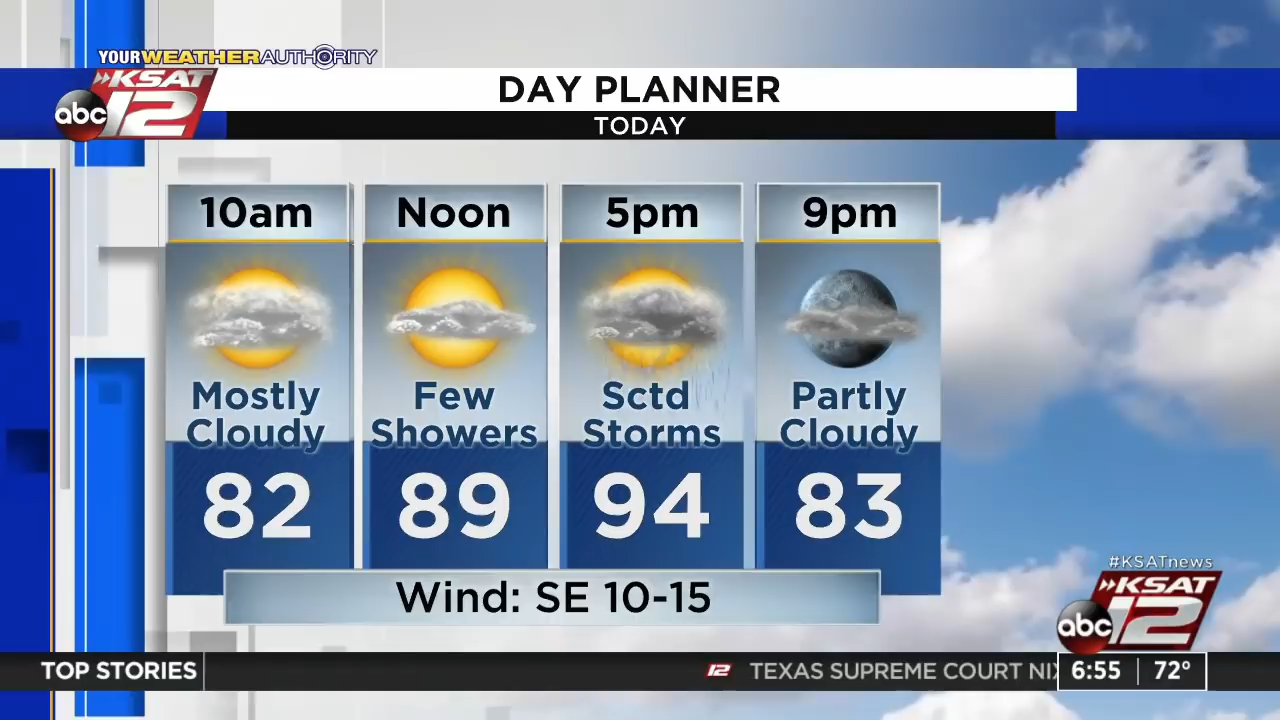 YOURWEATHERAUTHORITY
»KSAT
abc 12
DAY PLANNER
TODAY
10am
Noon
5pm
9pm
Mostly
Cloudy
Few
Showers
Sctd
Storms
Partly
Cloudy
82
89
94
83
Wind: SE 10-15
#KSATnews
»KSAT
abc 12
TOP STORIES
12 TEXAS SUPREME COURT NI
6:55
72°